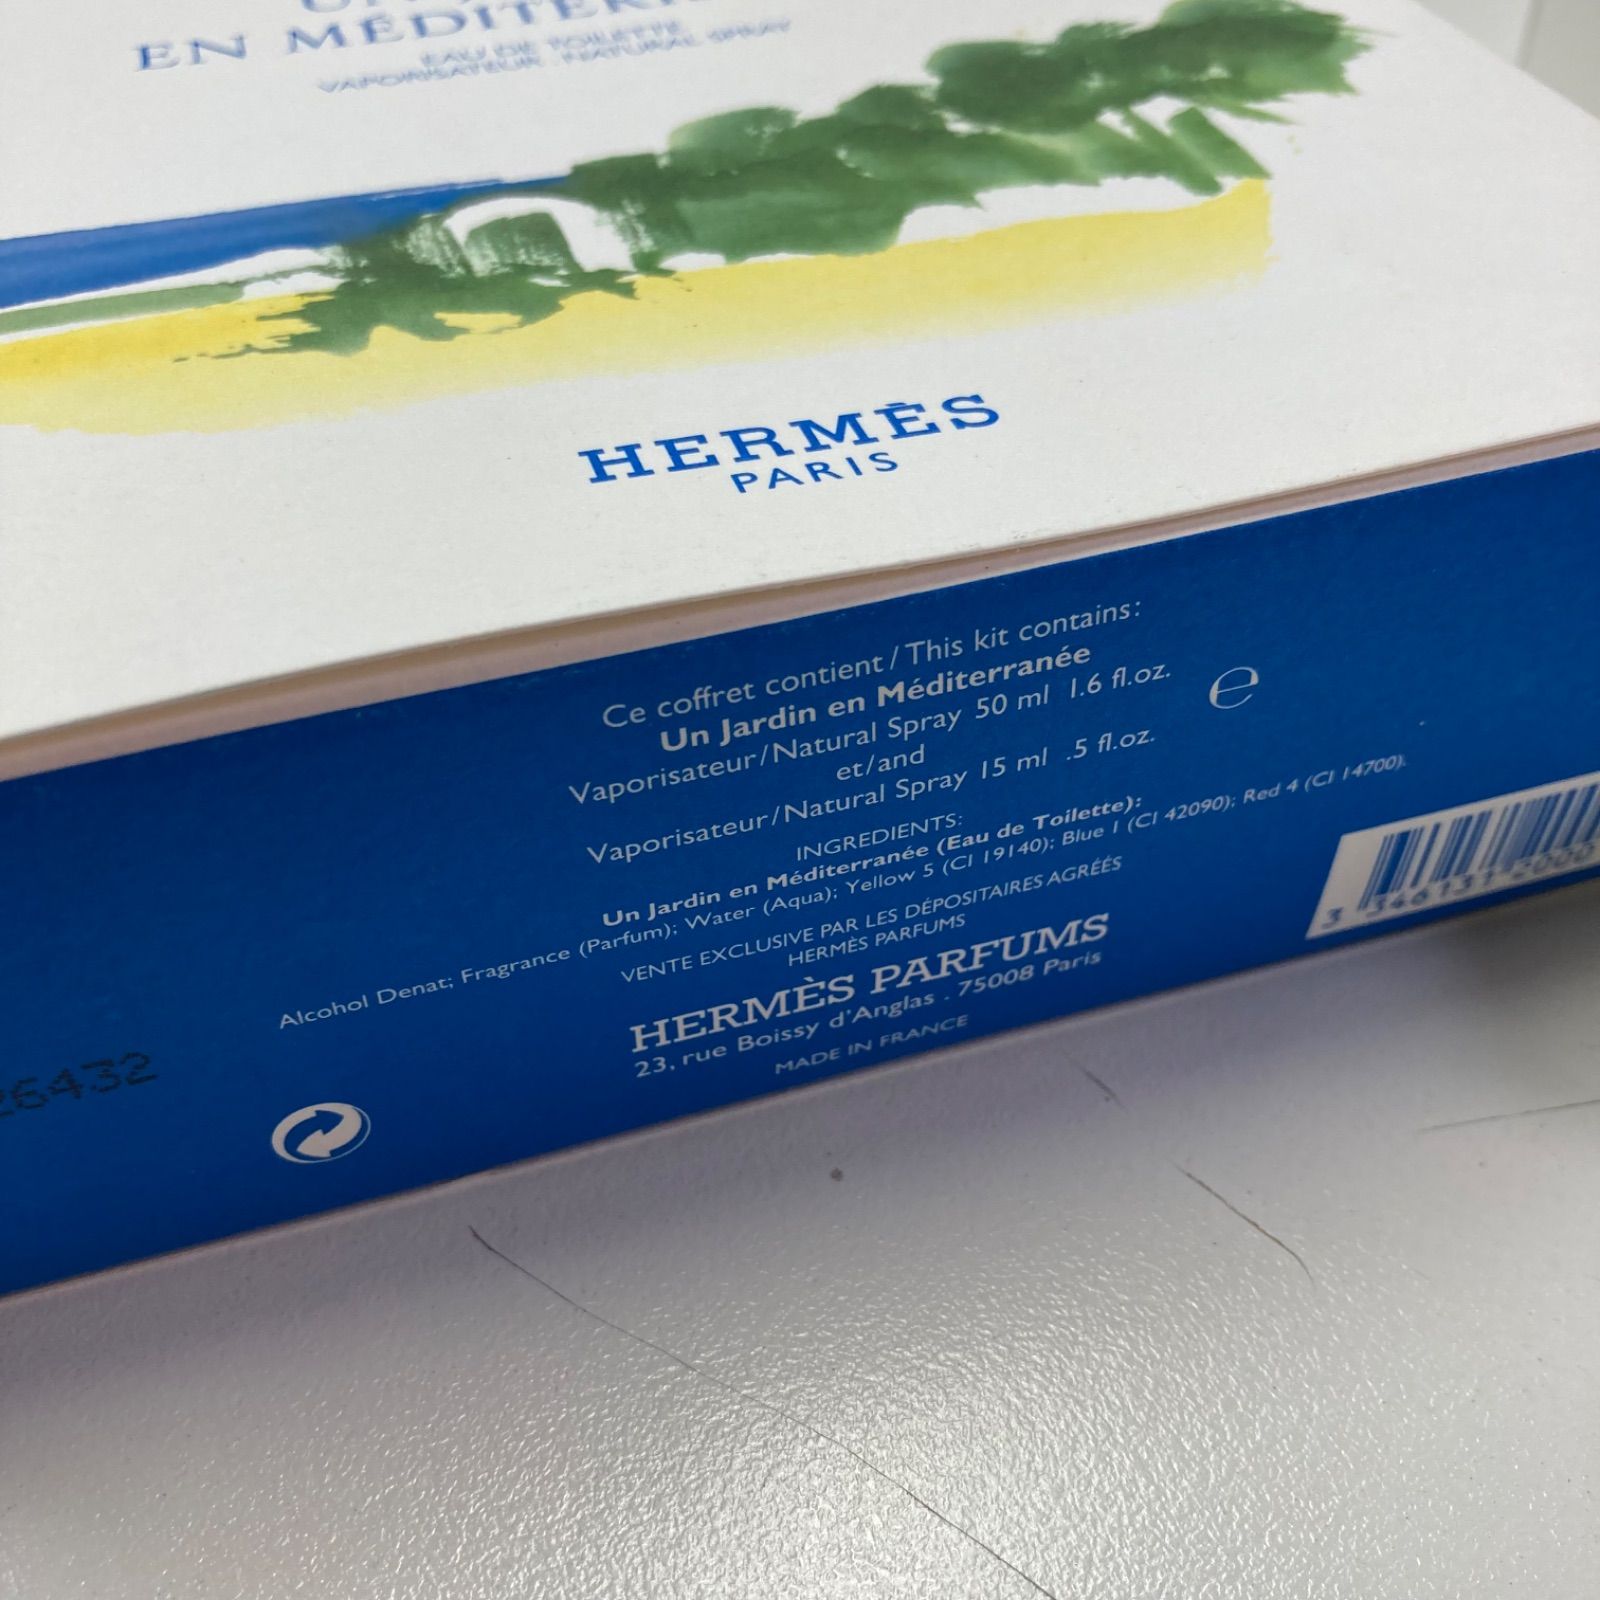 EN MÉDITER
EAU DE TOILETTE
VAPORISATEUR . NATURAL SPRAY
HERMÈS
PARIS
Ce coffret contient / This kit contains:
Un Jardin en Méditerranée
Vaporisateur/Natural Spray 50 ml 1.6 fl.oz.
et/and
Vaporisateur/Natural Spray 15 ml .5 fl.oz.
℮
INGREDIENTS:
Un Jardin en Méditerranée (Eau de Toilette):
Alcohol Denat; Fragrance (Parfum); Water (Aqua); Yellow 5 (CI 19140); Blue 1 (CI 42090); Red 4 (CI 14700).
VENTE EXCLUSIVE PAR LES DÉPOSITAIRES AGRÉÉS
HERMÈS PARFUMS
HERMÈS PARFUMS
23, rue Boissy d'Anglas . 75008 Paris
MADE IN FRANCE
26432